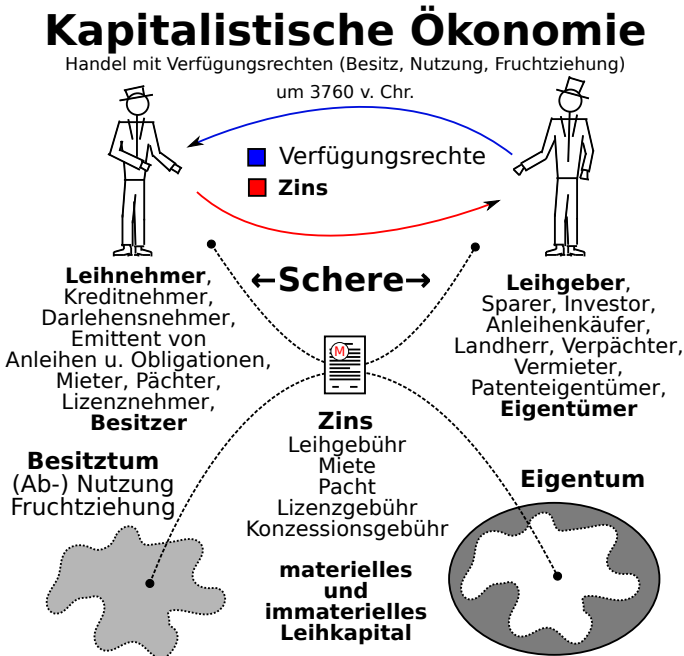 Kapitalistische Ökonomie
Handel mit Verfügungsrechten (Besitz, Nutzung, Fruchtziehung)
um 3760 v. Chr.
Verfügungsrechte
Zins
←Schere→
Leihnehmer,
Kreditnehmer,
Darlehensnehmer,
Emittent von
Anleihen u. Obligationen,
Mieter, Pächter,
Lizenznehmer,
Besitzer
Leihgeber,
Sparer, Investor,
Anleihenkäufer,
Landherr, Verpächter,
Vermieter,
Patenteigentümer,
Eigentümer
M
Zins
Leihgebühr
Miete
Pacht
Lizenzgebühr
Konzessionsgebühr
Besitztum
(Ab-) Nutzung
Fruchtziehung
Eigentum
materielles
und
immaterielles
Leihkapital